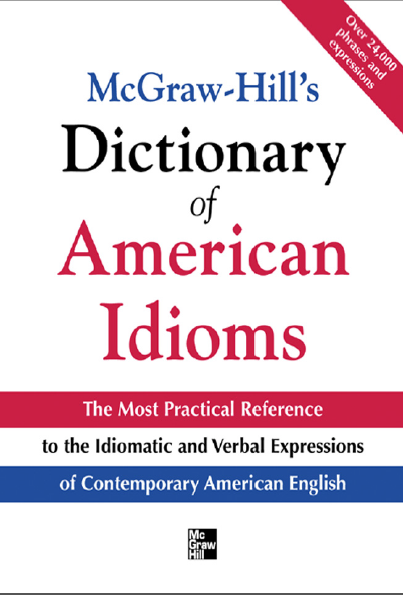 Over 24,000
phrases and
expressions
McGraw-Hill's
Dictionary
of
American
Idioms
The Most Practical Reference
to the Idiomatic and Verbal Expressions
of Contemporary American English
Mc
Graw
Hill